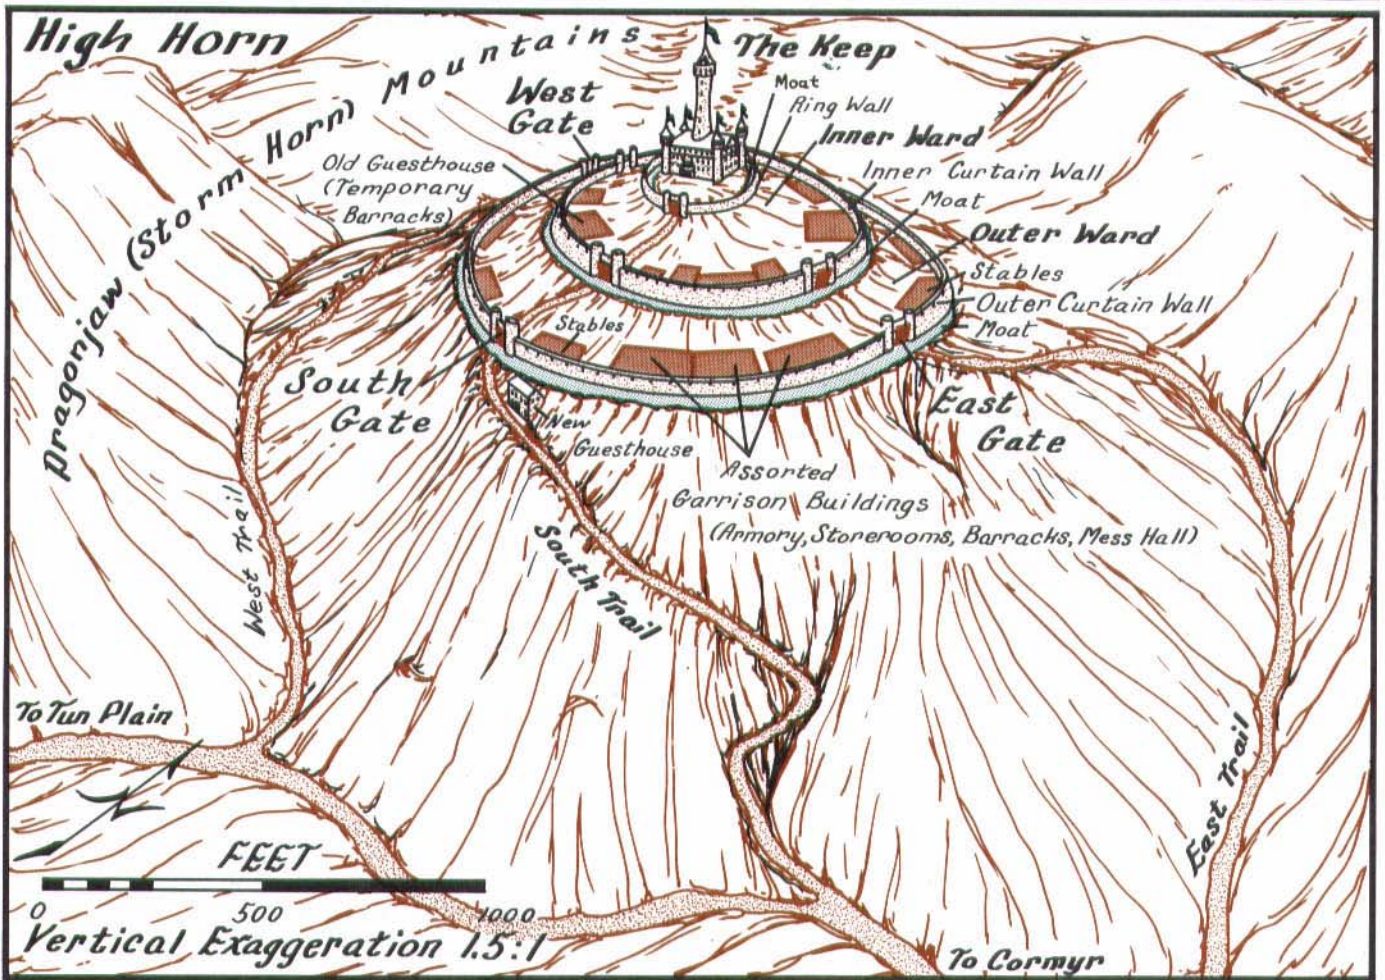 High Horn
Dragonjaw (Storm Horn) Mountains
The Keep
Moat
Ring Wall
Inner Ward
West
Gate
Old Guesthouse
(Temporary
Barracks)
Inner Curtain Wall
Moat
Outer Ward
Stables
Outer Curtain Wall
Moat
Stables
South
Gate
East
Gate
New
Guesthouse
Assorted
Garrison Buildings
(Armory, Storerooms, Barracks, Mess Hall)
West Trail
South Trail
East Trail
To Tun Plain
N
FEET
0 500 1000
Vertical Exaggeration 1.5:1
To Cormyr